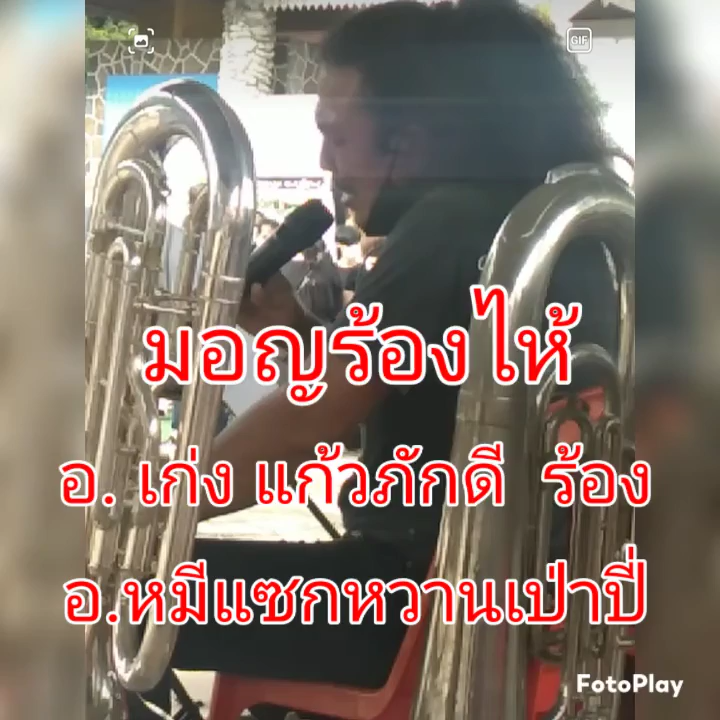 GIF
มอญร้องไห้
อ. เก่ง แก้วภักดี ร้อง
อ.หมีแซกหวานเป่าปี่
FotoPlay